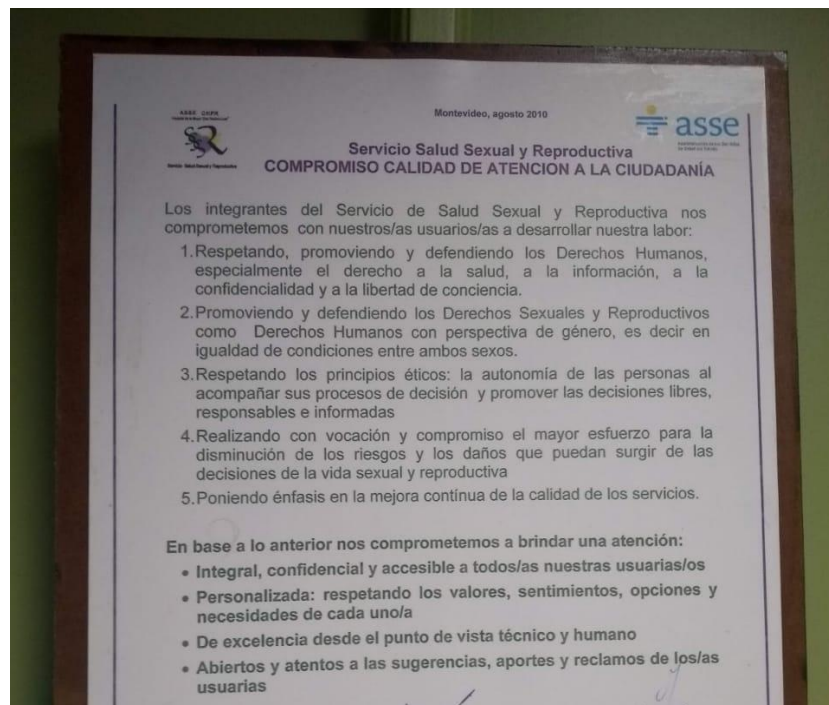 Montevideo, agosto 2010
asse
Servicio Salud Sexual y Reproductiva
COMPROMISO CALIDAD DE ATENCION A LA CIUDADANÍA
Los integrantes del Servicio de Salud Sexual y Reproductiva nos
comprometemos con nuestros/as usuarios/as a desarrollar nuestra labor:
1. Respetando, promoviendo y defendiendo los Derechos Humanos,
especialmente el derecho a la salud, a la información, a la
confidencialidad y a la libertad de conciencia.
2. Promoviendo y defendiendo los Derechos Sexuales y Reproductivos
como Derechos Humanos con perspectiva de género, es decir en
igualdad de condiciones entre ambos sexos.
3. Respetando los principios éticos: la autonomía de las personas al
acompañar sus procesos de decisión y promover las decisiones libres,
responsables e informadas
4. Realizando con vocación y compromiso el mayor esfuerzo para la
disminución de los riesgos y los daños que puedan surgir de las
decisiones de la vida sexual y reproductiva
5. Poniendo énfasis en la mejora contínua de la calidad de los servicios.
En base a lo anterior nos comprometemos a brindar una atención:
• Integral, confidencial y accesible a todos/as nuestras usuarias/os
• Personalizada: respetando los valores, sentimientos, opciones y
necesidades de cada uno/a
• De excelencia desde el punto de vista técnico y humano
• Abiertos y atentos a las sugerencias, aportes y reclamos de los/as
usuarias